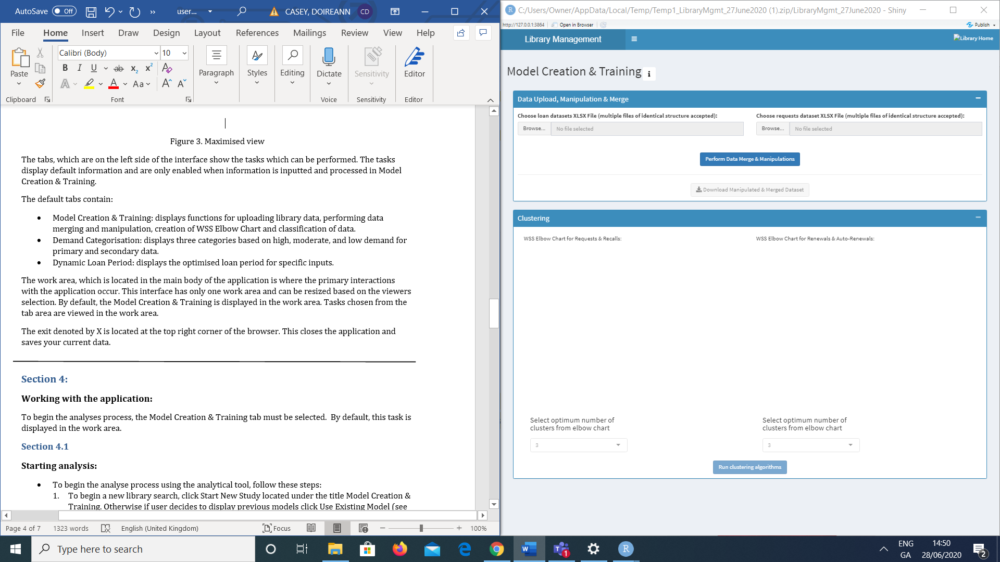 AutoSave Off user... CASEY, DOIREANN CD
File Home Insert Draw Design Layout References Mailings Review View Help
Calibri (Body) 10
Paste B I U ab x2 x2 A
A A Aa A A
Paragraph Styles Editing Dictate Sensitivity Editor
Clipboard Font Voice Sensitivity Editor
Figure 3. Maximised view
The tabs, which are on the left side of the interface show the tasks which can be performed. The tasks
display default information and are only enabled when information is inputted and processed in Model
Creation & Training.
The default tabs contain:
• Model Creation & Training: displays functions for uploading library data, performing data
merging and manipulation, creation of WSS Elbow Chart and classification of data.
• Demand Categorisation: displays three categories based on high, moderate, and low demand for
primary and secondary data.
• Dynamic Loan Period: displays the optimised loan period for specific inputs.
The work area, which is located in the main body of the application is where the primary interactions
with the application occur. This interface has only one work area and can be resized based on the viewers
selection. By default, the Model Creation & Training is displayed in the work area. Tasks chosen from the
tab area are viewed in the work area.
The exit denoted by X is located at the top right corner of the browser. This closes the application and
saves your current data.
Section 4:
Working with the application:
To begin the analyses process, the Model Creation & Training tab must be selected.  By default, this task is
displayed in the work area.
Section 4.1
Starting analysis:
• To begin the analyse process using the analytical tool, follow these steps:
1. To begin a new library search, click Start New Study located under the title Model Creation &
Training. Otherwise if user decides to display previous models click Use Existing Model (see
Page 4 of 7 1323 words English (United Kingdom) Focus 100%
R C:/Users/Owner/AppData/Local/Temp/Temp1_LibraryMgmt_27June2020 (1).zip/LibraryMgmt_27June2020 - Shiny
http://127.0.0.1:3864 Open in Browser Publish
Library Management Library Home
Model Creation & Training i
Data Upload, Manipulation & Merge
Choose loan datasets XLSX File (multiple files of identical structure accepted): Choose requests dataset XLSX File (multiple files of identical structure accepted):
Browse... No file selected Browse... No file selected
Perform Data Merge & Manipulations
Download Manipulated & Merged Dataset
Clustering
WSS Elbow Chart for Requests & Recalls: WSS Elbow Chart for Renewals & Auto-Renewals:
Select optimum number of Select optimum number of
clusters from elbow chart clusters from elbow chart
3 3
Run clustering algorithms
Type here to search
W T 1 R
ENG 14:50
GA 28/06/2020 2